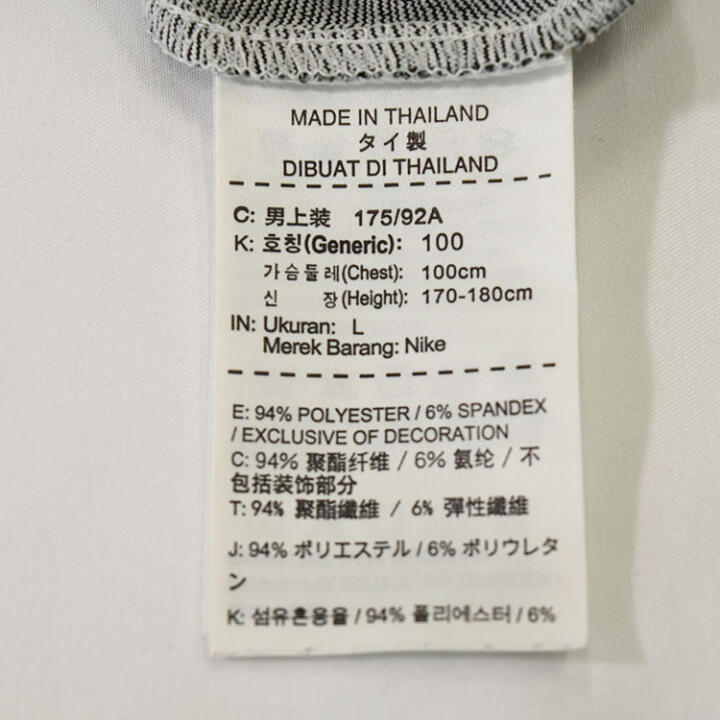 MADE IN THAILAND
タイ製
DIBUAT DI THAILAND
C: 男上装 175/92A
K: 호칭(Generic): 100
가슴둘레(Chest): 100cm
신 장(Height): 170-180cm
IN: Ukuran: L
Merek Barang: Nike
E: 94% POLYESTER / 6% SPANDEX
/ EXCLUSIVE OF DECORATION
C: 94% 聚酯纤维 / 6% 氨纶 / 不
包括装饰部分
T: 94% 聚酯纖維 / 6% 彈性纖維
J: 94% ポリエステル / 6% ポリウレタ
ン
K: 섬유혼용율 / 94% 폴리에스터 / 6%